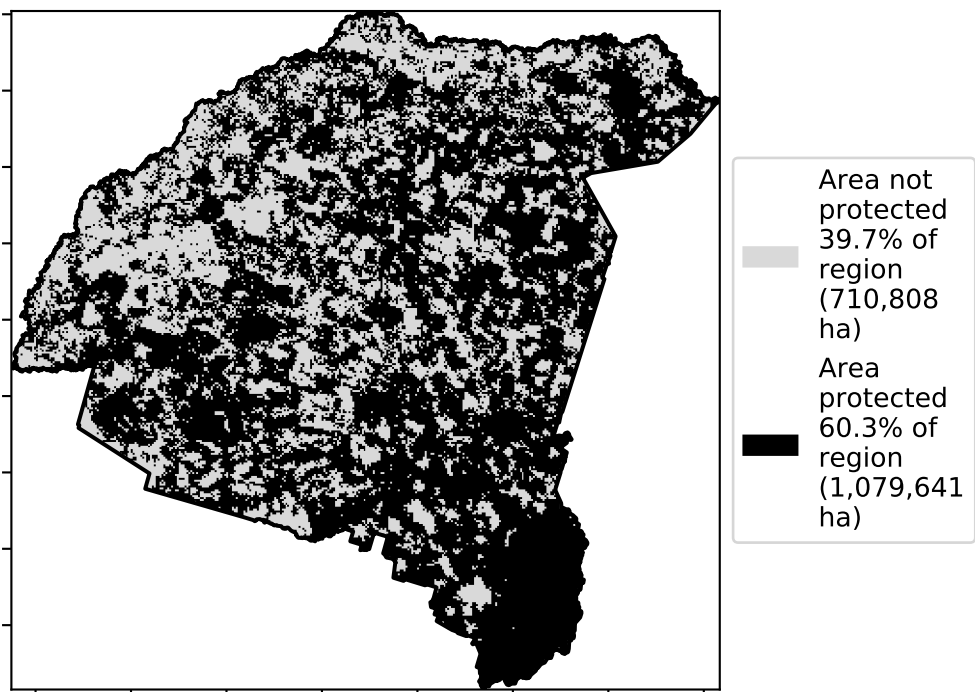 Area not
protected
39.7% of
region
(710,808
ha)
Area
protected
60.3% of
region
(1,079,641
ha)